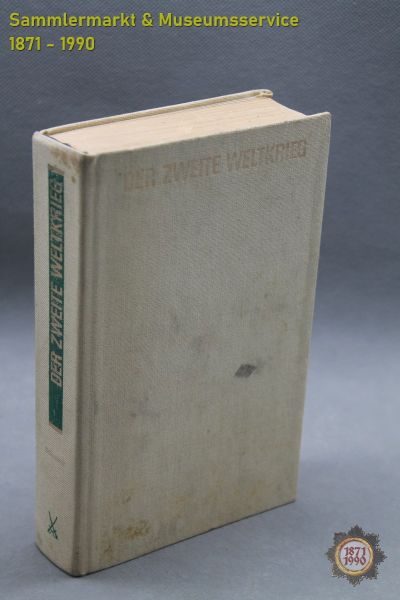 Sammlermarkt & Museumsservice
1871 - 1990
DER ZWEITE WELTKRIEG
DER ZWEITE WELTKRIEG
1871
1990